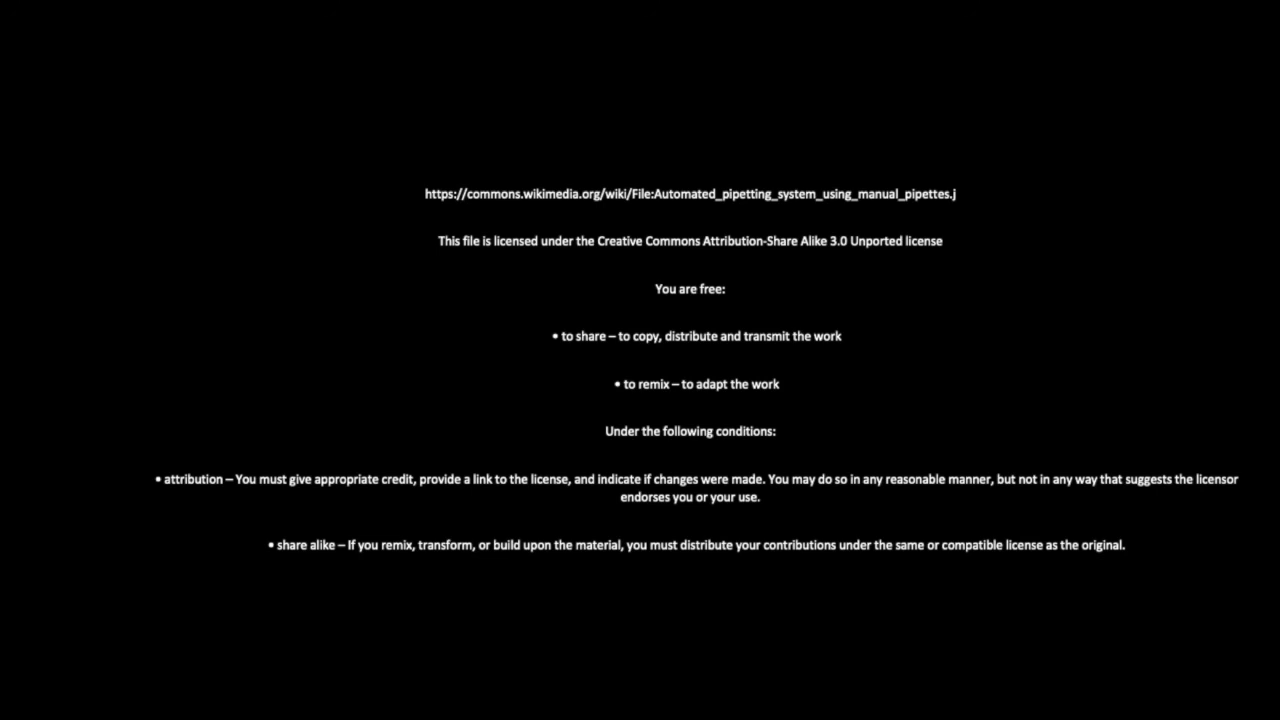 https://commons.wikimedia.org/wiki/File:Automated_pipetting_system_using_manual_pipettes.j
This file is licensed under the Creative Commons Attribution-Share Alike 3.0 Unported license
You are free:
• to share – to copy, distribute and transmit the work
• to remix – to adapt the work
Under the following conditions:
• attribution – You must give appropriate credit, provide a link to the license, and indicate if changes were made. You may do so in any reasonable manner, but not in any way that suggests the licensor
endorses you or your use.
• share alike – If you remix, transform, or build upon the material, you must distribute your contributions under the same or compatible license as the original.